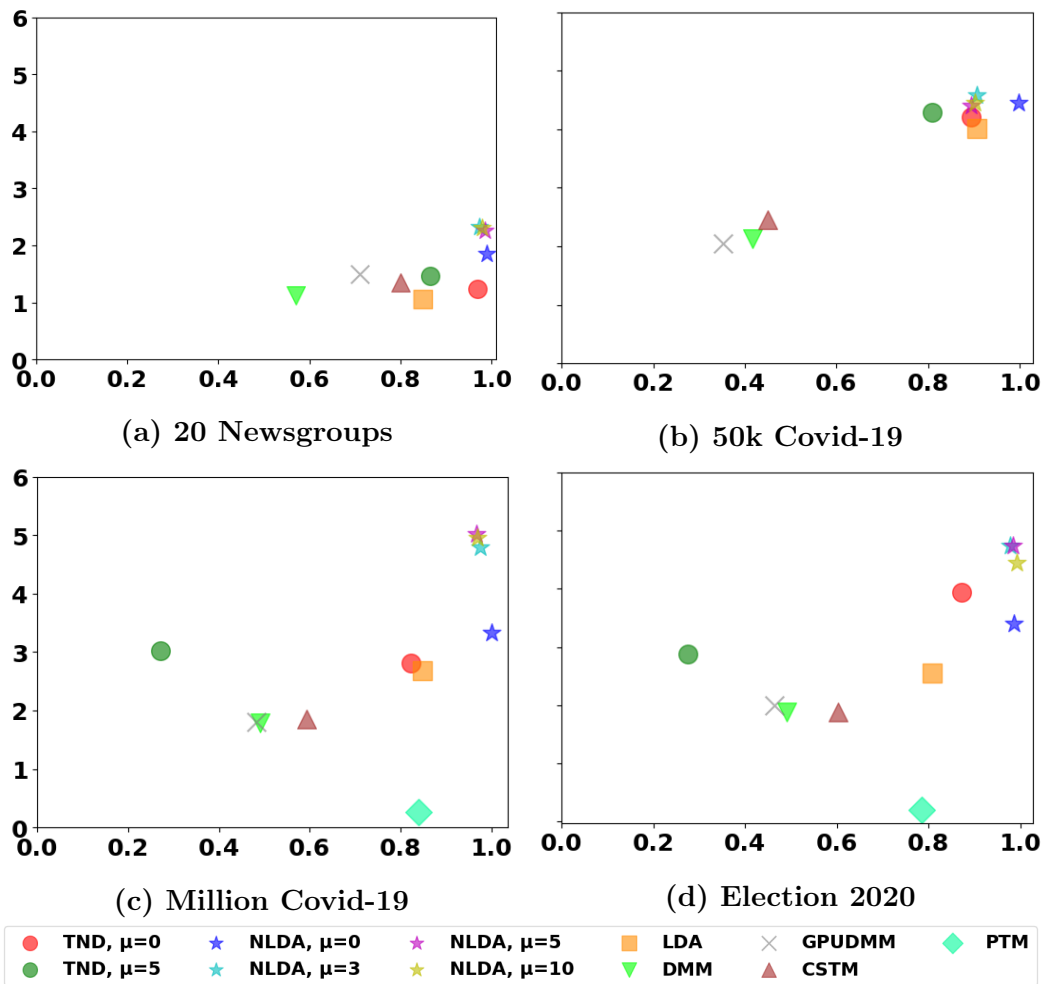 6
5
4
3
2
1
0
0.0 0.2 0.4 0.6 0.8 1.0
0.0 0.2 0.4 0.6 0.8 1.0
(a) 20 Newsgroups
(b) 50k Covid-19
6
5
4
3
2
1
0
0.0 0.2 0.4 0.6 0.8 1.0
0.0 0.2 0.4 0.6 0.8 1.0
(c) Million Covid-19
(d) Election 2020
TND, μ=0 NLDA, μ=0 NLDA, μ=5 LDA GPUDMM PTM
TND, μ=5 NLDA, μ=3 NLDA, μ=10 DMM CSTM